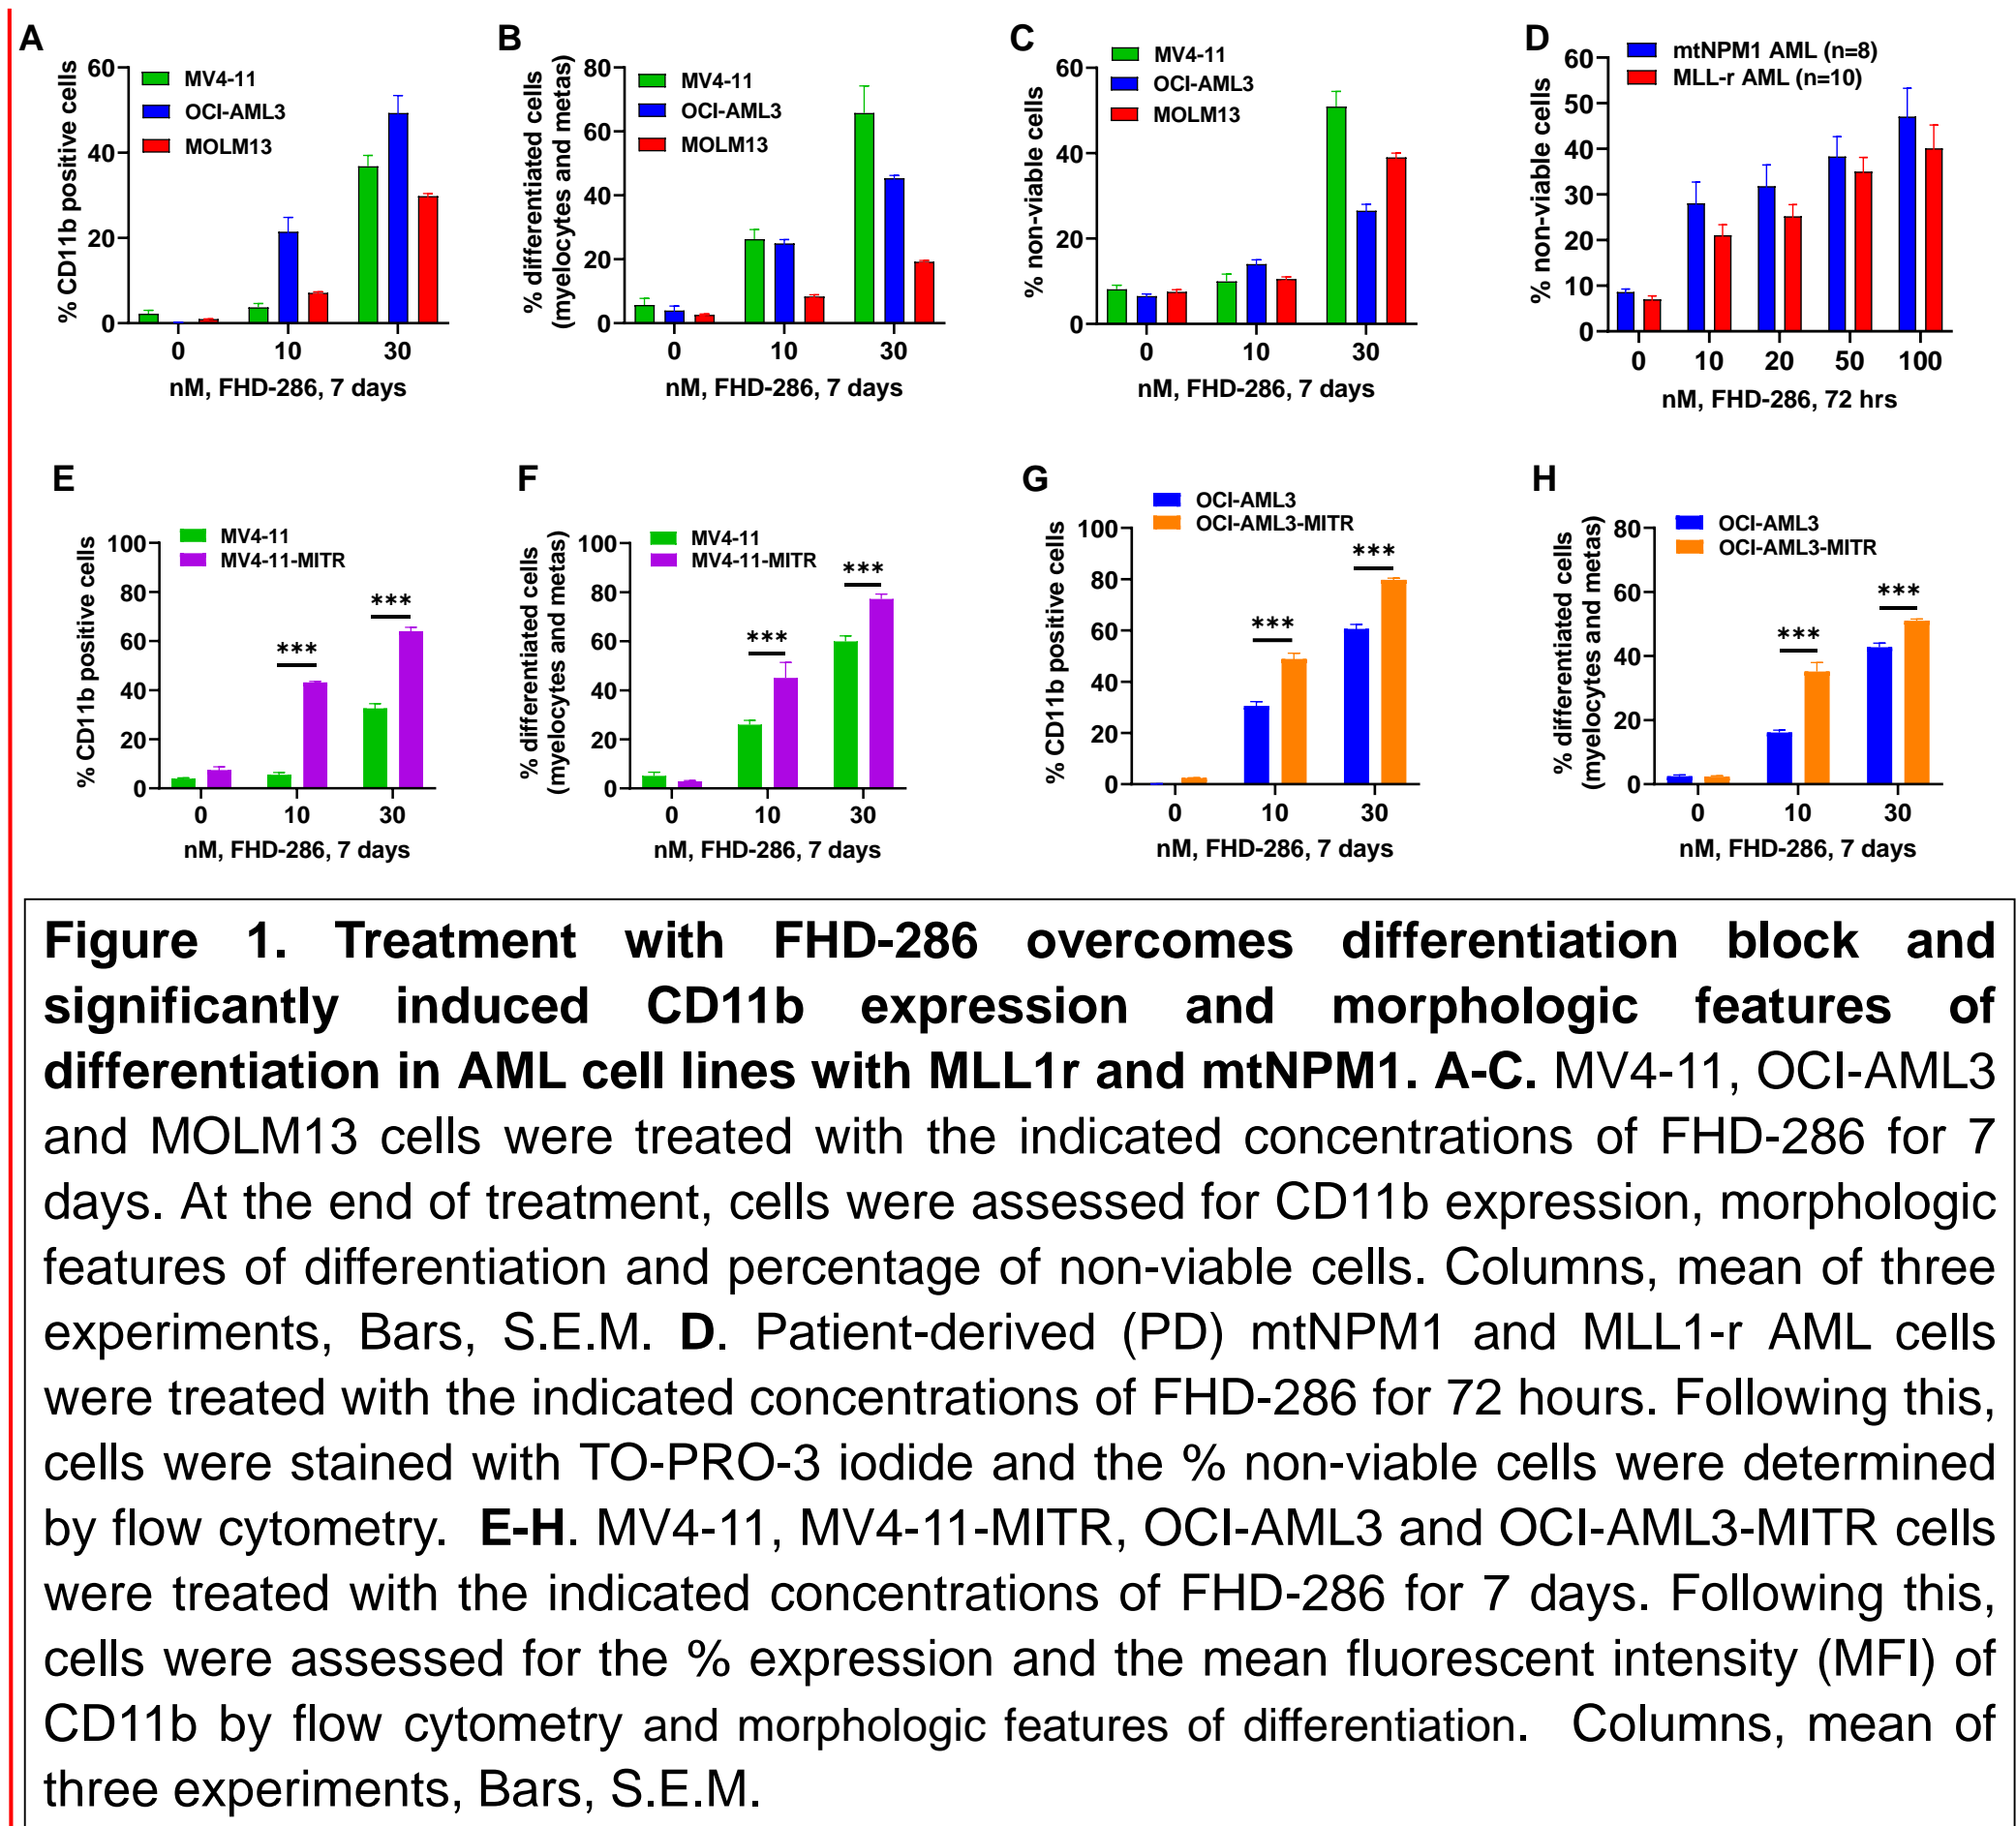 A
% CD11b positive cells
60
40
20
0
MV4-11
OCI-AML3
MOLM13
0 10 30
nM, FHD-286, 7 days
B
% differentiated cells
(myelocytes and metas)
80
60
40
20
0
MV4-11
OCI-AML3
MOLM13
0 10 30
nM, FHD-286, 7 days
C
% non-viable cells
60
40
20
0
MV4-11
OCI-AML3
MOLM13
0 10 30
nM, FHD-286, 7 days
D
% non-viable cells
60
50
40
30
20
10
0
mtNPM1 AML (n=8)
MLL-r AML (n=10)
0 10 20 50 100
nM, FHD-286, 72 hrs
E
% CD11b positive cells
100
80
60
40
20
0
MV4-11
MV4-11-MITR
*** ***
0 10 30
nM, FHD-286, 7 days
F
% differentiated cells
(myelocytes and metas)
100
80
60
40
20
0
MV4-11
MV4-11-MITR
*** ***
0 10 30
nM, FHD-286, 7 days
G
% CD11b positive cells
100
80
60
40
20
0
OCI-AML3
OCI-AML3-MITR
*** ***
0 10 30
nM, FHD-286, 7 days
H
% differentiated cells
(myelocytes and metas)
80
60
40
20
0
OCI-AML3
OCI-AML3-MITR
*** ***
0 10 30
nM, FHD-286, 7 days
Figure 1. Treatment with FHD-286 overcomes differentiation block and
significantly induced CD11b expression and morphologic features of
differentiation in AML cell lines with MLL1r and mtNPM1. A-C. MV4-11, OCI-AML3
and MOLM13 cells were treated with the indicated concentrations of FHD-286 for 7
days. At the end of treatment, cells were assessed for CD11b expression, morphologic
features of differentiation and percentage of non-viable cells. Columns, mean of three
experiments, Bars, S.E.M. D. Patient-derived (PD) mtNPM1 and MLL1-r AML cells
were treated with the indicated concentrations of FHD-286 for 72 hours. Following this,
cells were stained with TO-PRO-3 iodide and the % non-viable cells were determined
by flow cytometry. E-H. MV4-11, MV4-11-MITR, OCI-AML3 and OCI-AML3-MITR cells
were treated with the indicated concentrations of FHD-286 for 7 days. Following this,
cells were assessed for the % expression and the mean fluorescent intensity (MFI) of
CD11b by flow cytometry and morphologic features of differentiation. Columns, mean of
three experiments, Bars, S.E.M.